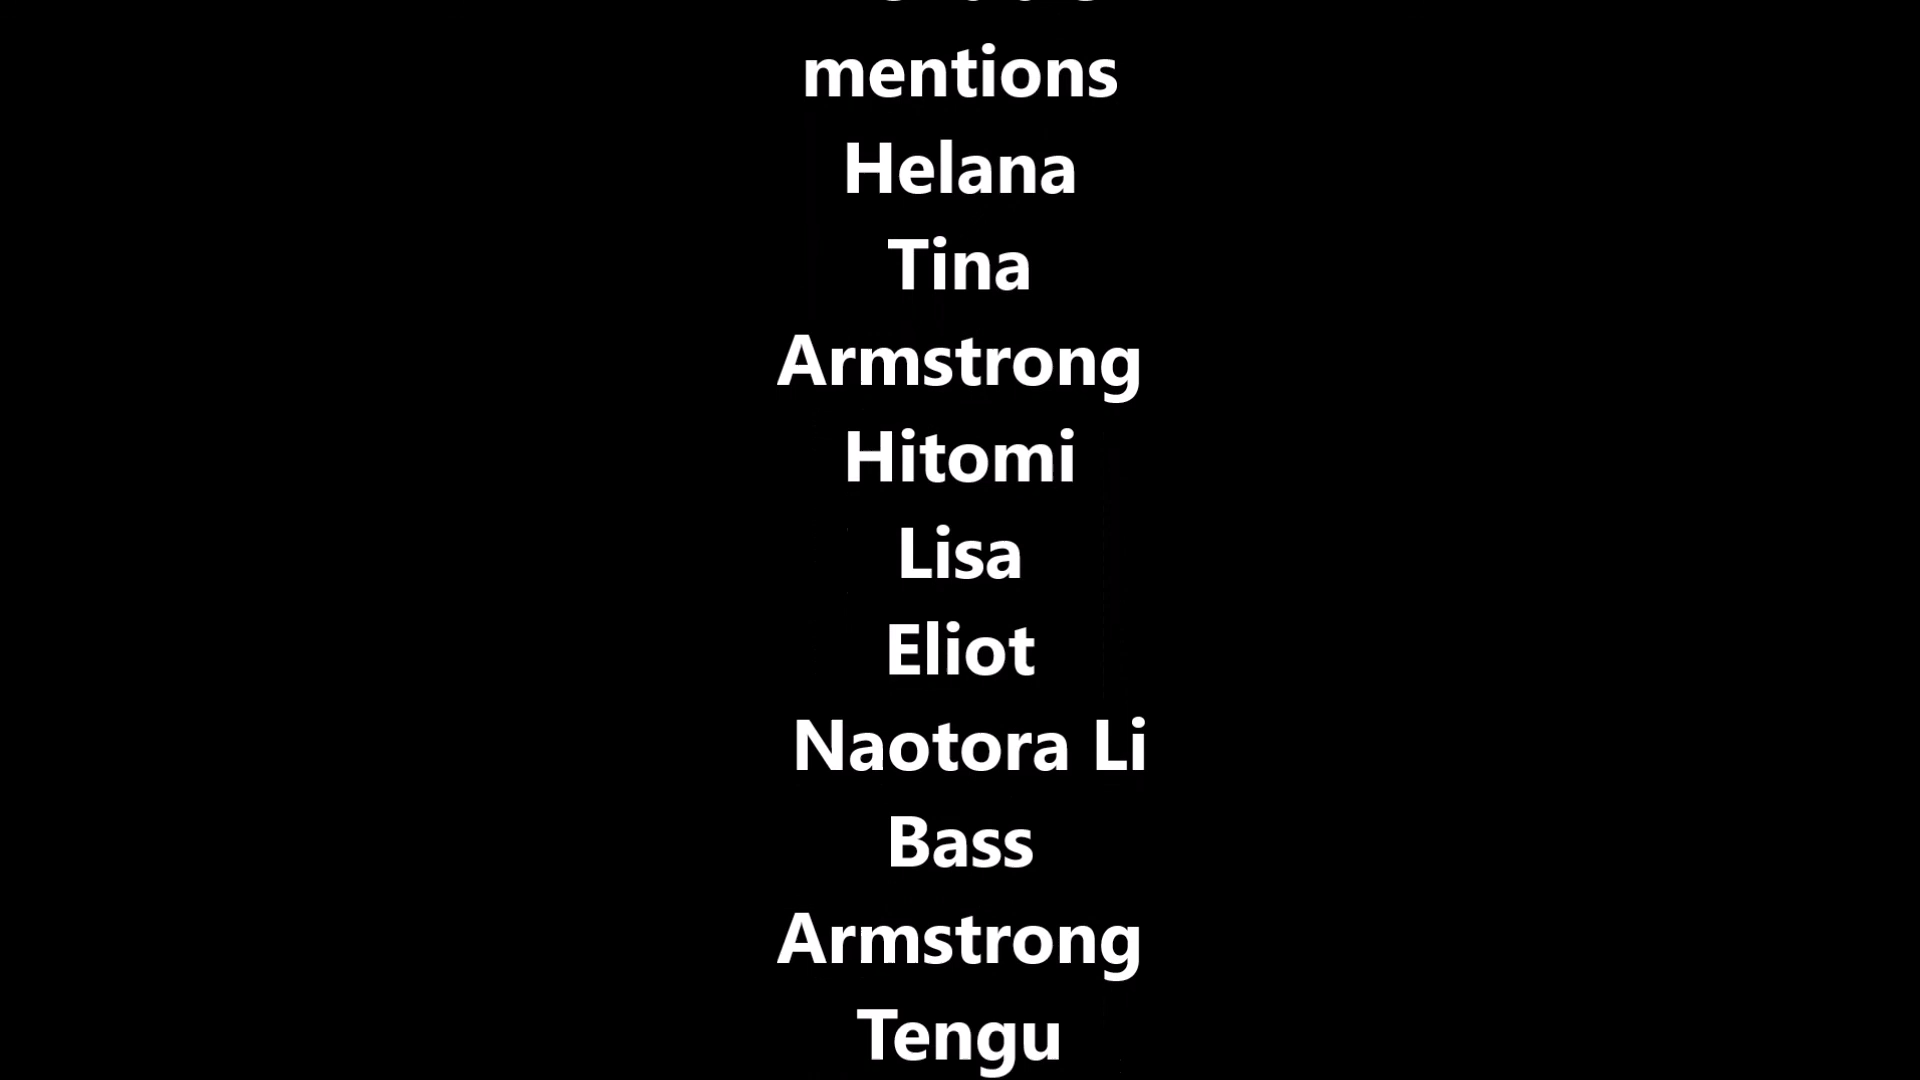 mentions
Helana
Tina
Armstrong
Hitomi
Lisa
Eliot
Naotora Li
Bass
Armstrong
Tengu